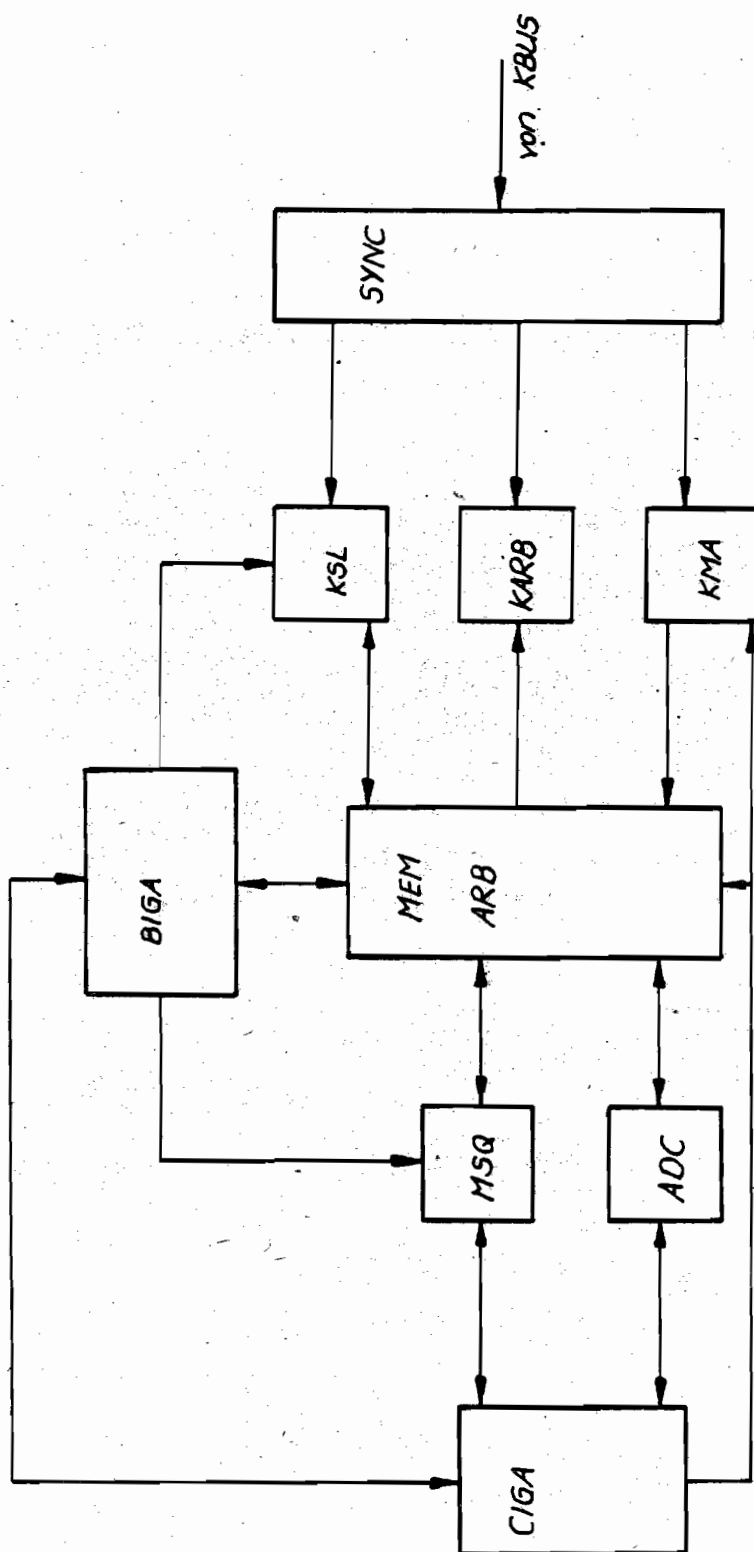 BIGA
CIGA
MSQ
ADC
MEM
ARB
KSL
KARB
KMA
SYNC
von KBUS